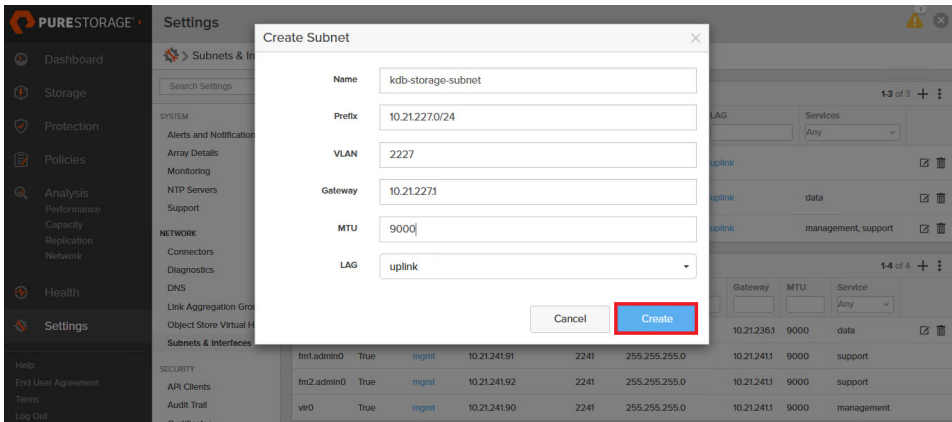 PURESTORAGE®
Settings
1
Dashboard
Storage
Protection
Policies
Analysis
Performance
Capacity
Replication
Network
Health
Settings
Help
End User Agreement
Terms
Log Out
Subnets & In
Search Settings
SYSTEM
Alerts and Notification
Array Details
Monitoring
NTP Servers
Support
NETWORK
Connectors
Diagnostics
DNS
Link Aggregation Grou
Object Store Virtual H
Subnets & Interfaces
SECURITY
API Clients
Audit Trail
Create Subnet
Name kdb-storage-subnet
Prefix 10.21.227.0/24
VLAN 2227
Gateway 10.21.227.1
MTU 9000
LAG uplink
Cancel Create
1-3 of 3
LAG Services
Any
uplink
uplink data
uplink management, support
1-4 of 4
Gateway MTU Service
Any
10.21.236.1 9000 data
fm1.admin0 True mgmt 10.21.241.91 2241 255.255.255.0 10.21.241.1 9000 support
fm2.admin0 True mgmt 10.21.241.92 2241 255.255.255.0 10.21.241.1 9000 support
vir0 True mgmt 10.21.241.90 2241 255.255.255.0 10.21.241.1 9000 management